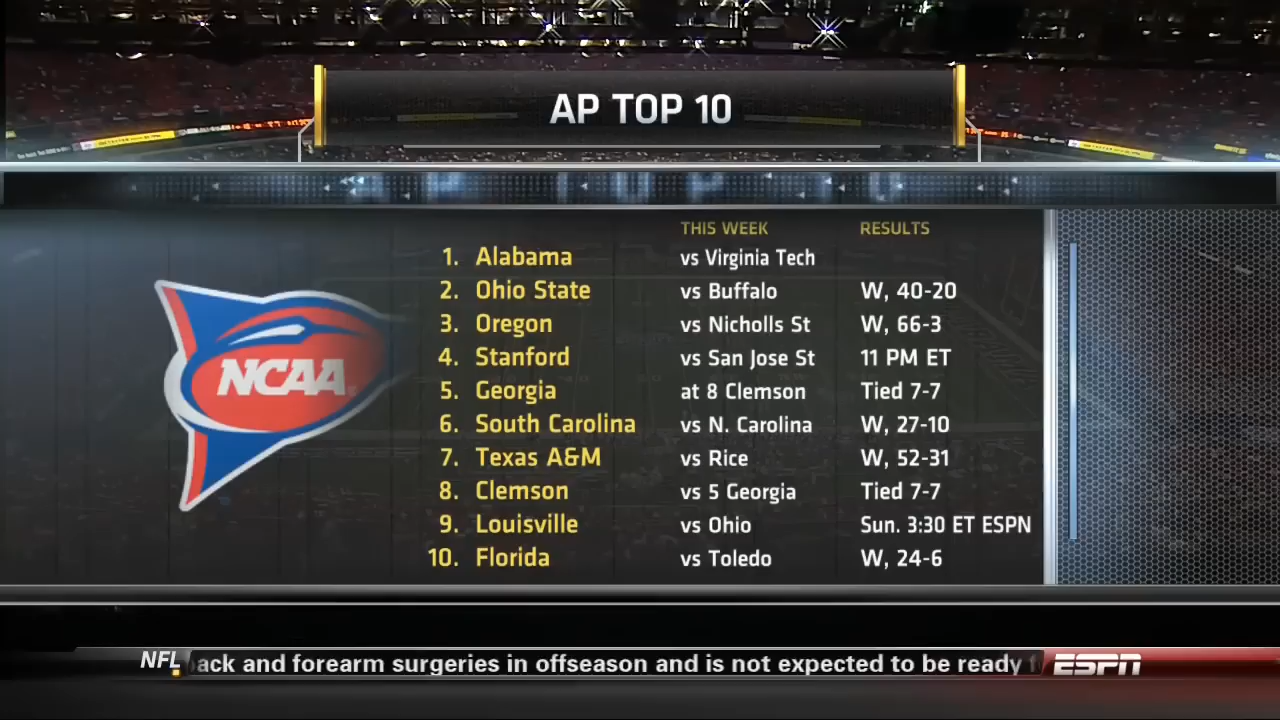 AP TOP 10
THIS WEEK RESULTS
1. Alabama vs Virginia Tech
2. Ohio State vs Buffalo W, 40-20
3. Oregon vs Nicholls St W, 66-3
4. Stanford vs San Jose St 11 PM ET
5. Georgia at 8 Clemson Tied 7-7
6. South Carolina vs N. Carolina W, 27-10
7. Texas A&M vs Rice W, 52-31
8. Clemson vs 5 Georgia Tied 7-7
9. Louisville vs Ohio Sun. 3:30 ET ESPN
10. Florida vs Toledo W, 24-6
NCAA
NFL ack and forearm surgeries in offseason and is not expected to be ready ESPN